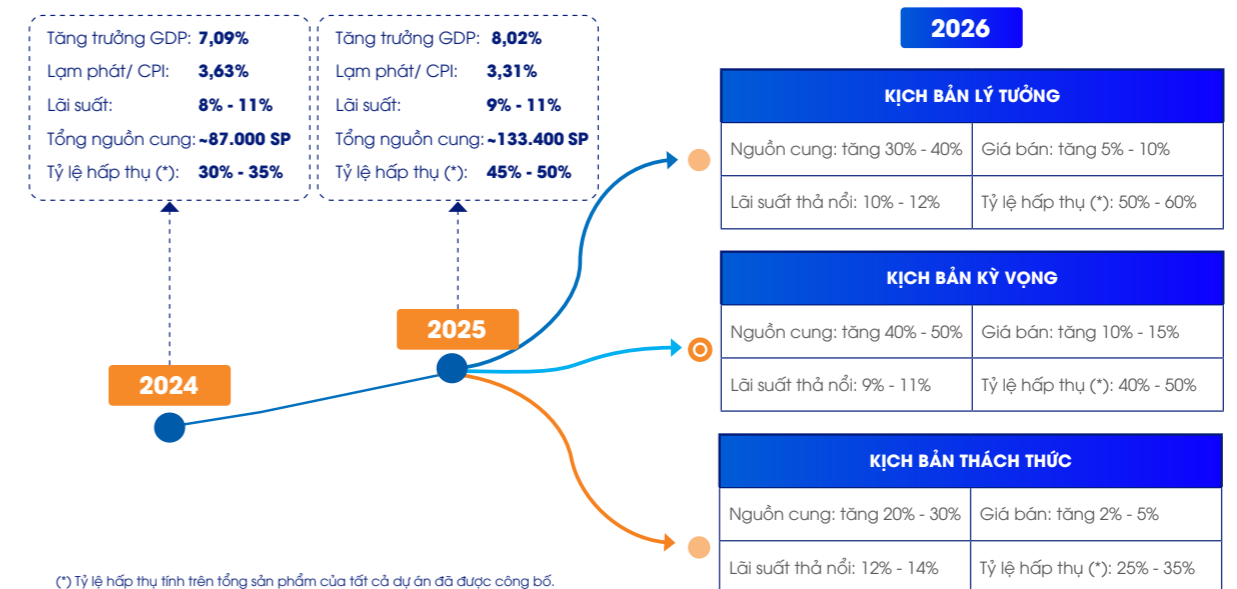 Tăng trưởng GDP: 7,09%
Lạm phát/ CPI: 3,63%
Lãi suất: 8% - 11%
Tổng nguồn cung: ~87.000 SP
Tỷ lệ hấp thụ (*): 30% - 35%
Tăng trưởng GDP: 8,02%
Lạm phát/ CPI: 3,31%
Lãi suất: 9% - 11%
Tổng nguồn cung: ~133.400 SP
Tỷ lệ hấp thụ (*): 45% - 50%
2024
2025
2026
KỊCH BẢN LÝ TƯỞNG
Nguồn cung: tăng 30% - 40%
Giá bán: tăng 5% - 10%
Lãi suất thả nổi: 10% - 12%
Tỷ lệ hấp thụ (*): 50% - 60%
KỊCH BẢN KỲ VỌNG
Nguồn cung: tăng 40% - 50%
Giá bán: tăng 10% - 15%
Lãi suất thả nổi: 9% - 11%
Tỷ lệ hấp thụ (*): 40% - 50%
KỊCH BẢN THÁCH THỨC
Nguồn cung: tăng 20% - 30%
Giá bán: tăng 2% - 5%
Lãi suất thả nổi: 12% - 14%
Tỷ lệ hấp thụ (*): 25% - 35%
(*) Tỷ lệ hấp thụ tính trên tổng sản phẩm của tất cả dự án đã được công bố.